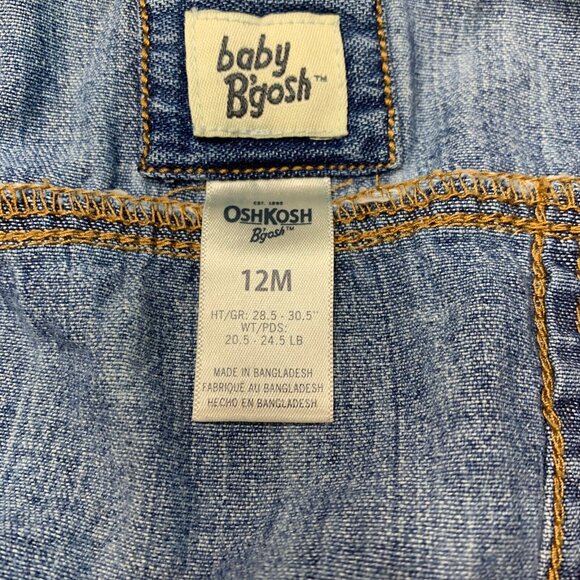 baby
B'gosh™
EST. 1895
OSHKOSH
B'gosh™
12M
HT/GR: 28.5 - 30.5"
WT/PDS:
20.5 - 24.5 LB
MADE IN BANGLADESH
FABRIQUÉ AU BANGLADESH
HECHO EN BANGLADESH